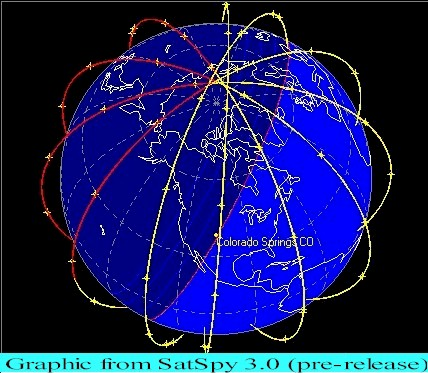 Colorado Springs CO
Graphic from SatSpy 3.0 (pre-release)